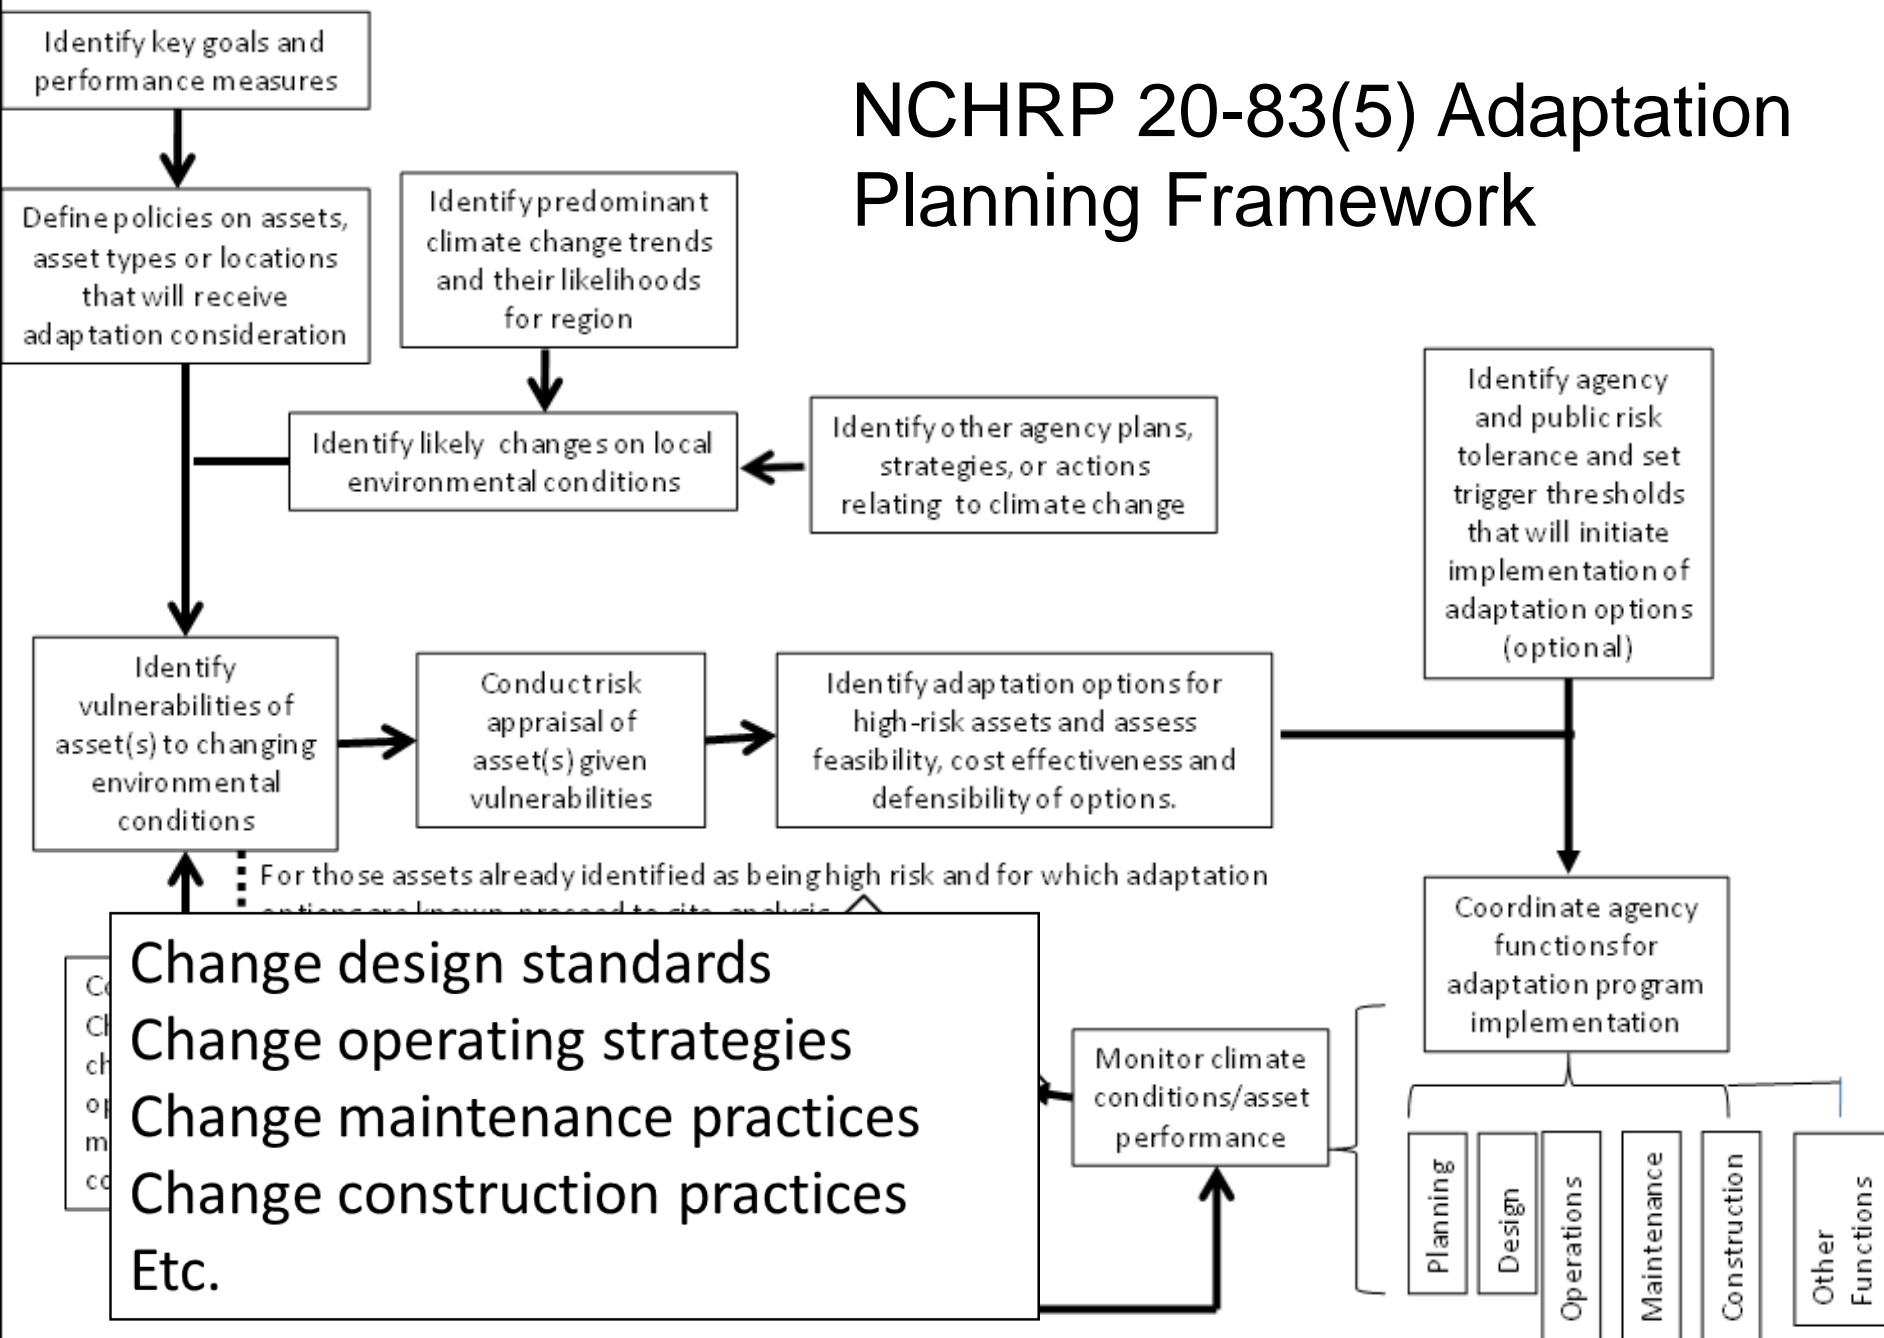 Identify key goals and
performance measures
NCHRP 20-83(5) Adaptation
Planning Framework
Define policies on assets,
asset types or locations
that will receive
adaptation consideration
Identify predominant
climate change trends
and their likelihoods
for region
Identify likely changes on local
environmental conditions
Identify other agency plans,
strategies, or actions
relating to climate change
Identify agency
and public risk
tolerance and set
trigger thresholds
that will initiate
implementation of
adaptation options
(optional)
Identify
vulnerabilities of
asset(s) to changing
environmental
conditions
Conduct risk
appraisal of
asset(s) given
vulnerabilities
Identify adaptation options for
high-risk assets and assess
feasibility, cost effectiveness and
defensibility of options.
For those assets already identified as being high risk and for which adaptation
options are known, proceed to site analysis
Change design standards
Change operating strategies
Change maintenance practices
Change construction practices
Etc.
Monitor climate
conditions/asset
performance
Coordinate agency
functions for
adaptation program
implementation
Planning
Design
Operations
Maintenance
Construction
Other
Functions